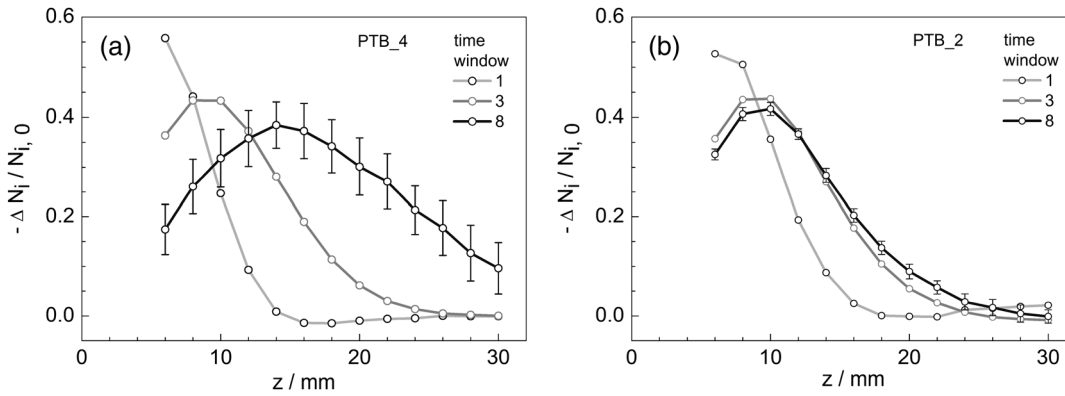 (a)
PTB_4
time
window
1
3
8
0.6
0.4
0.2
0.0
- Δ N_i / N_i, 0
0 10 20 30
z / mm
(b)
PTB_2
time
window
1
3
8
0.6
0.4
0.2
0.0
- Δ N_i / N_i, 0
0 10 20 30
z / mm